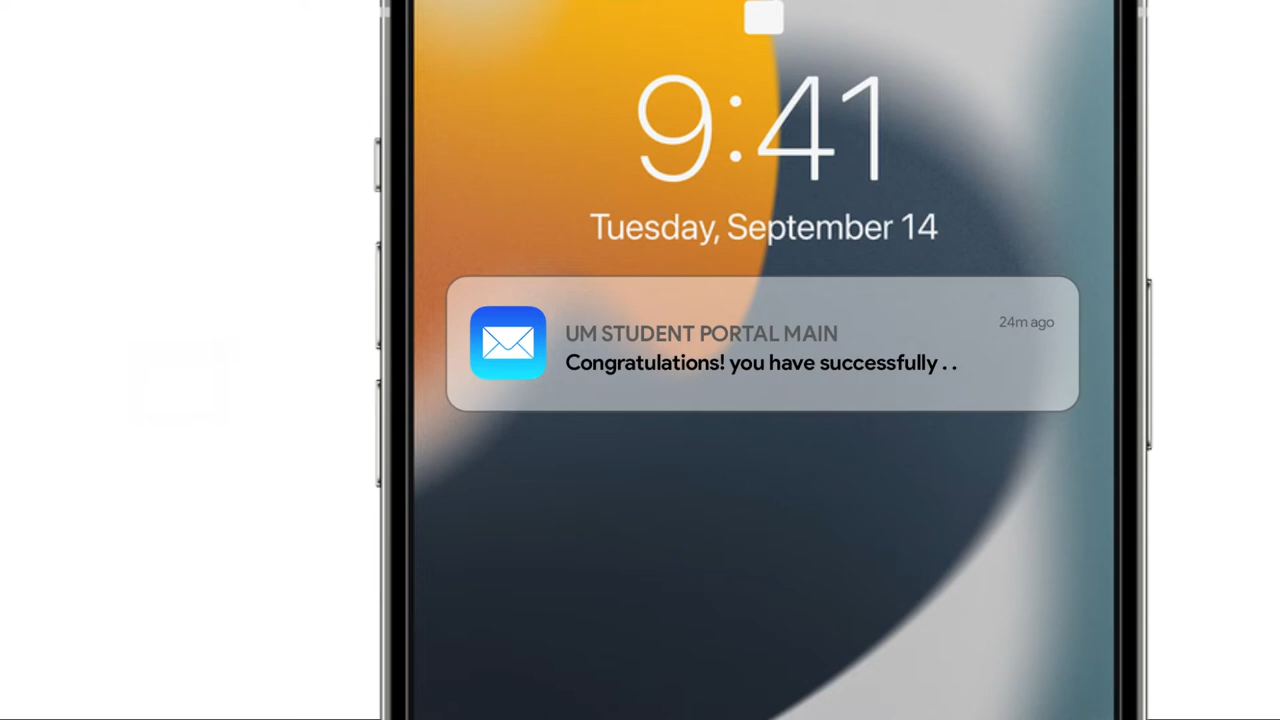 9:41
Tuesday, September 14
24m ago
UM STUDENT PORTAL MAIN
Congratulations! you have successfully . .